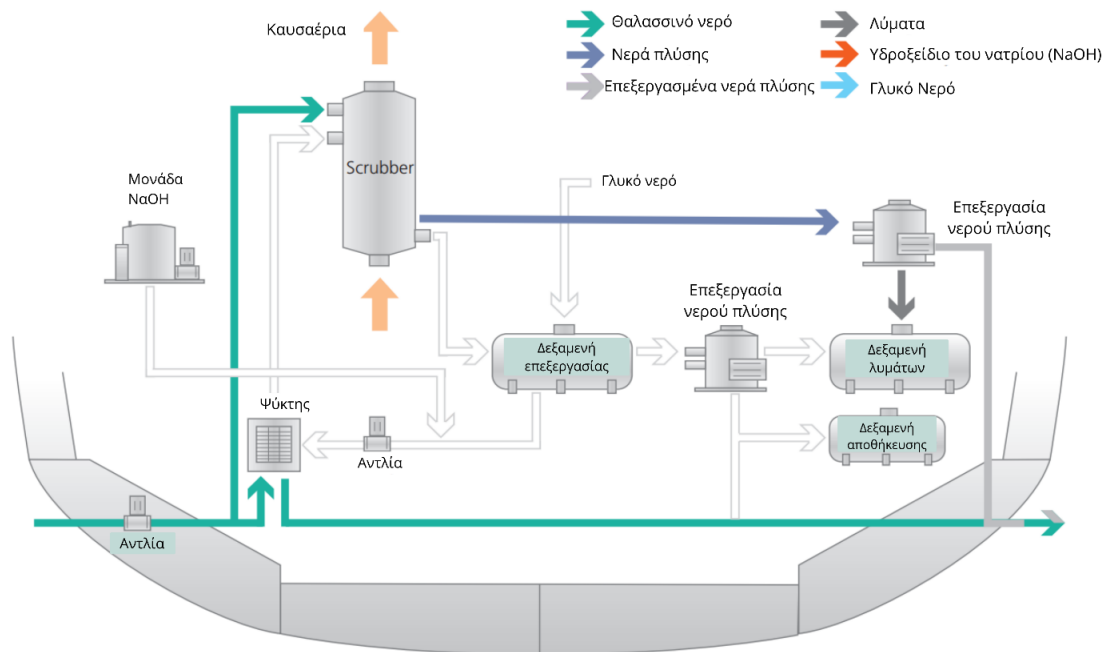 Καυσαέρια
Θαλασσινό νερό
Νερά πλύσης
Επεξεργασμένα νερά πλύσης
Λύματα
Υδροξείδιο του νατρίου (NaOH)
Γλυκό Νερό
Scrubber
Μονάδα
NaOH
Γλυκό νερό
Επεξεργασία
νερού πλύσης
Επεξεργασία
νερού πλύσης
Δεξαμενή
επεξεργασίας
Δεξαμενή
λυμάτων
Ψύκτης
Αντλία
Δεξαμενή
αποθήκευσης
Αντλία